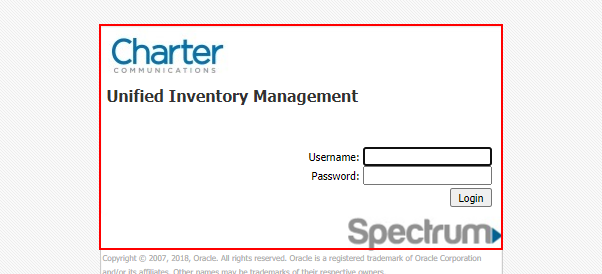 Charter
COMMUNICATIONS
Unified Inventory Management
Username:
Password:
Login
Spectrum
Copyright © 2007, 2018, Oracle. All rights reserved. Oracle is a registered trademark of Oracle Corporation
and/or its affiliates. Other names may be trademarks of their respective owners.